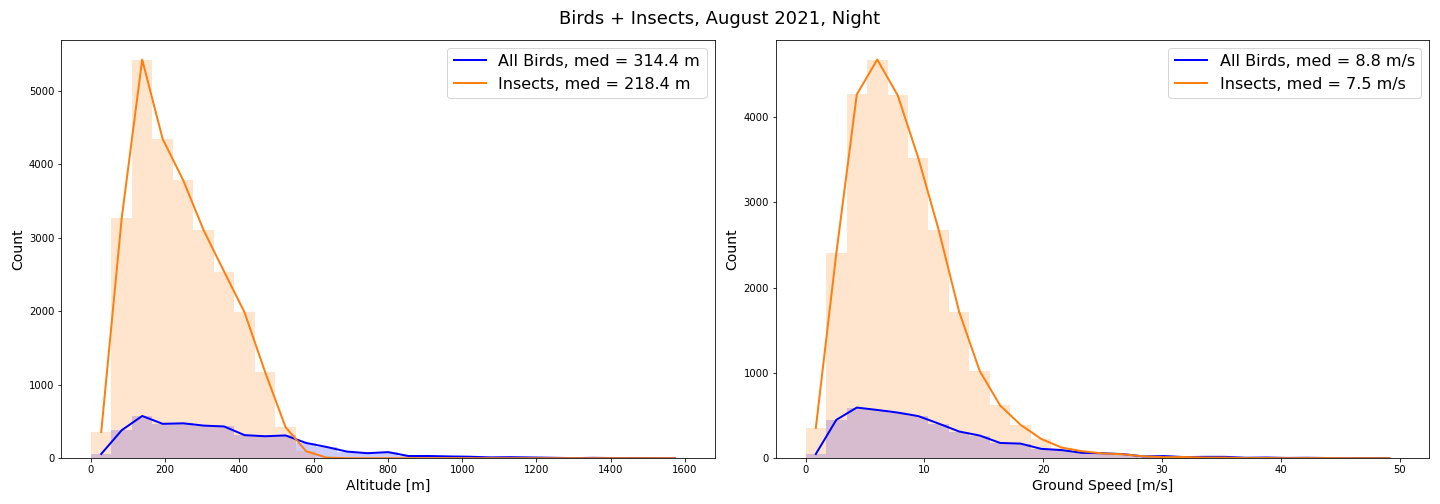 Birds + Insects, August 2021, Night
All Birds, med = 314.4 m
Insects, med = 218.4 m
Count
5000
4000
3000
2000
1000
0
0
200
400
600
800
1000
1200
1400
1600
Altitude [m]
All Birds, med = 8.8 m/s
Insects, med = 7.5 m/s
Count
4000
3000
2000
1000
0
0
10
20
30
40
50
Ground Speed [m/s]